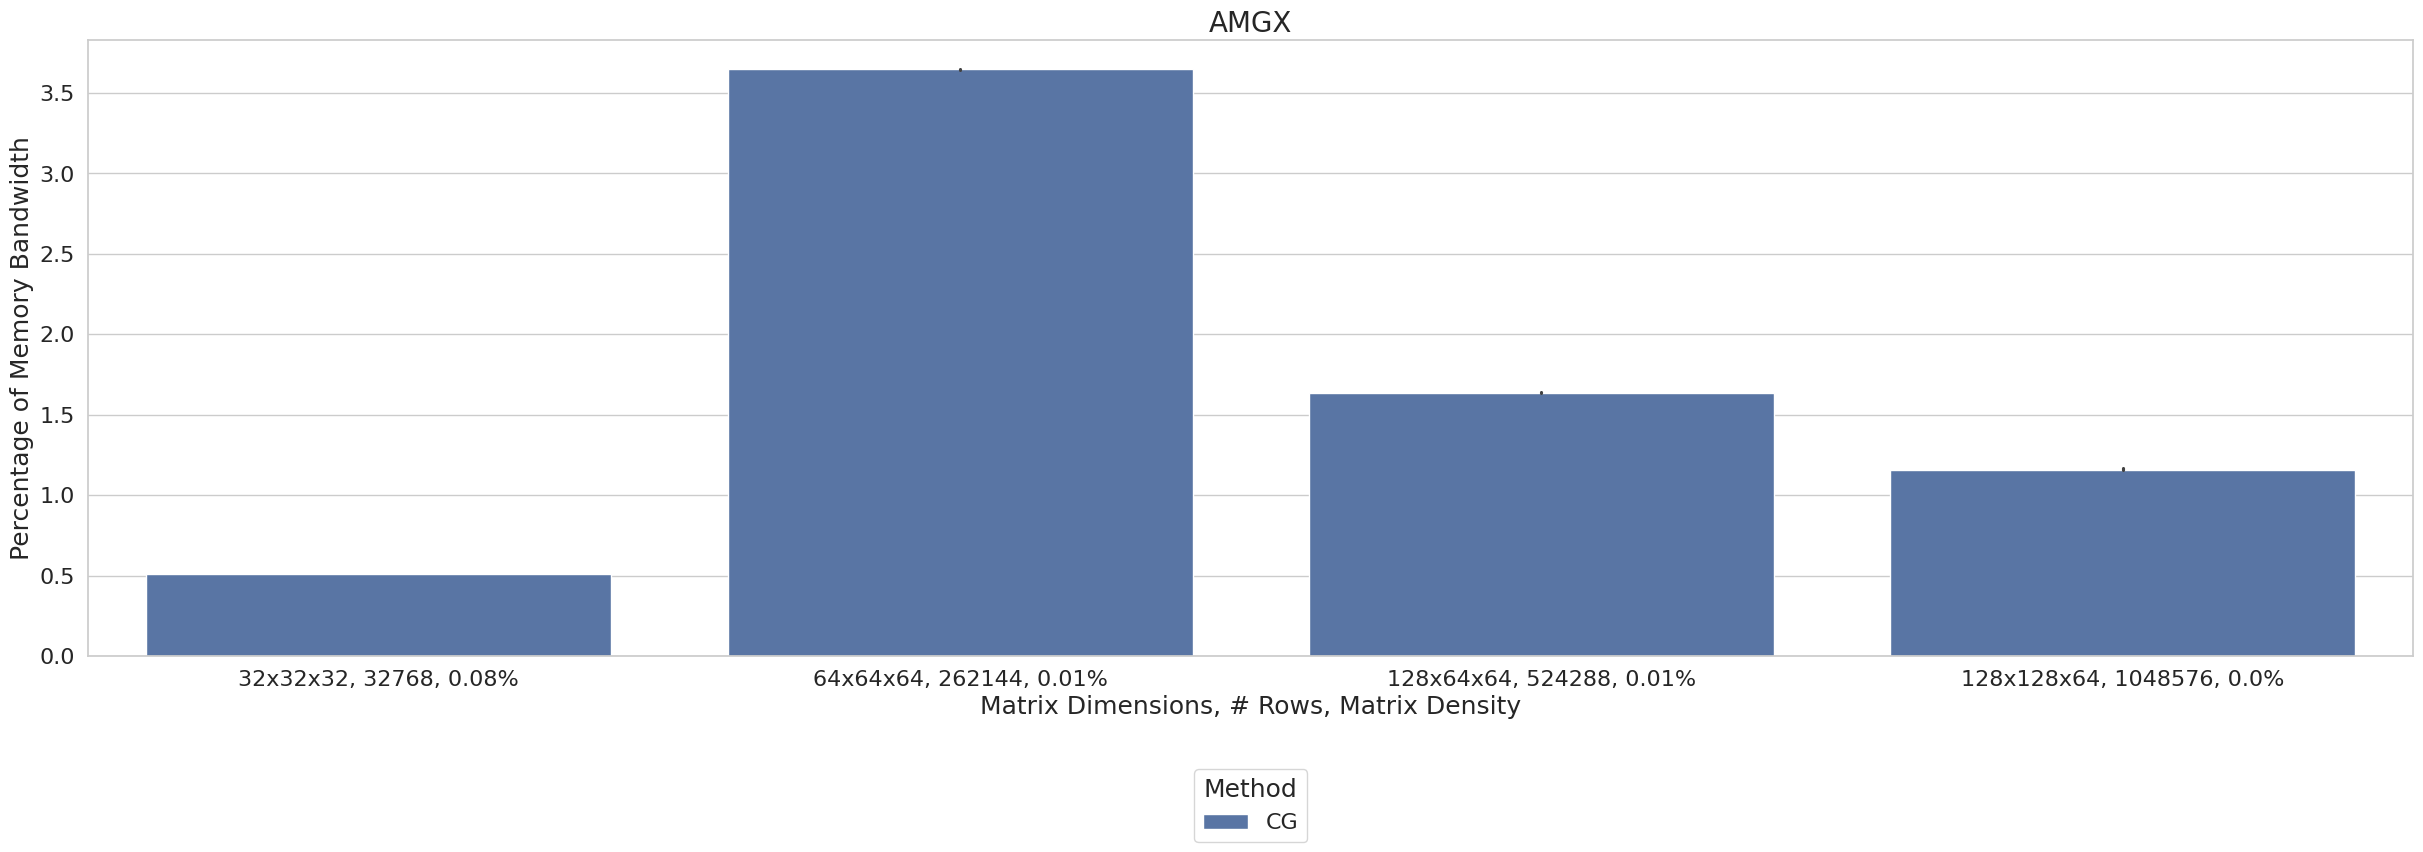 AMGX
Percentage of Memory Bandwidth
3.5
3.0
2.5
2.0
1.5
1.0
0.5
0.0
32x32x32, 32768, 0.08% 64x64x64, 262144, 0.01% 128x64x64, 524288, 0.01% 128x128x64, 1048576, 0.0%
Matrix Dimensions, # Rows, Matrix Density
Method
CG